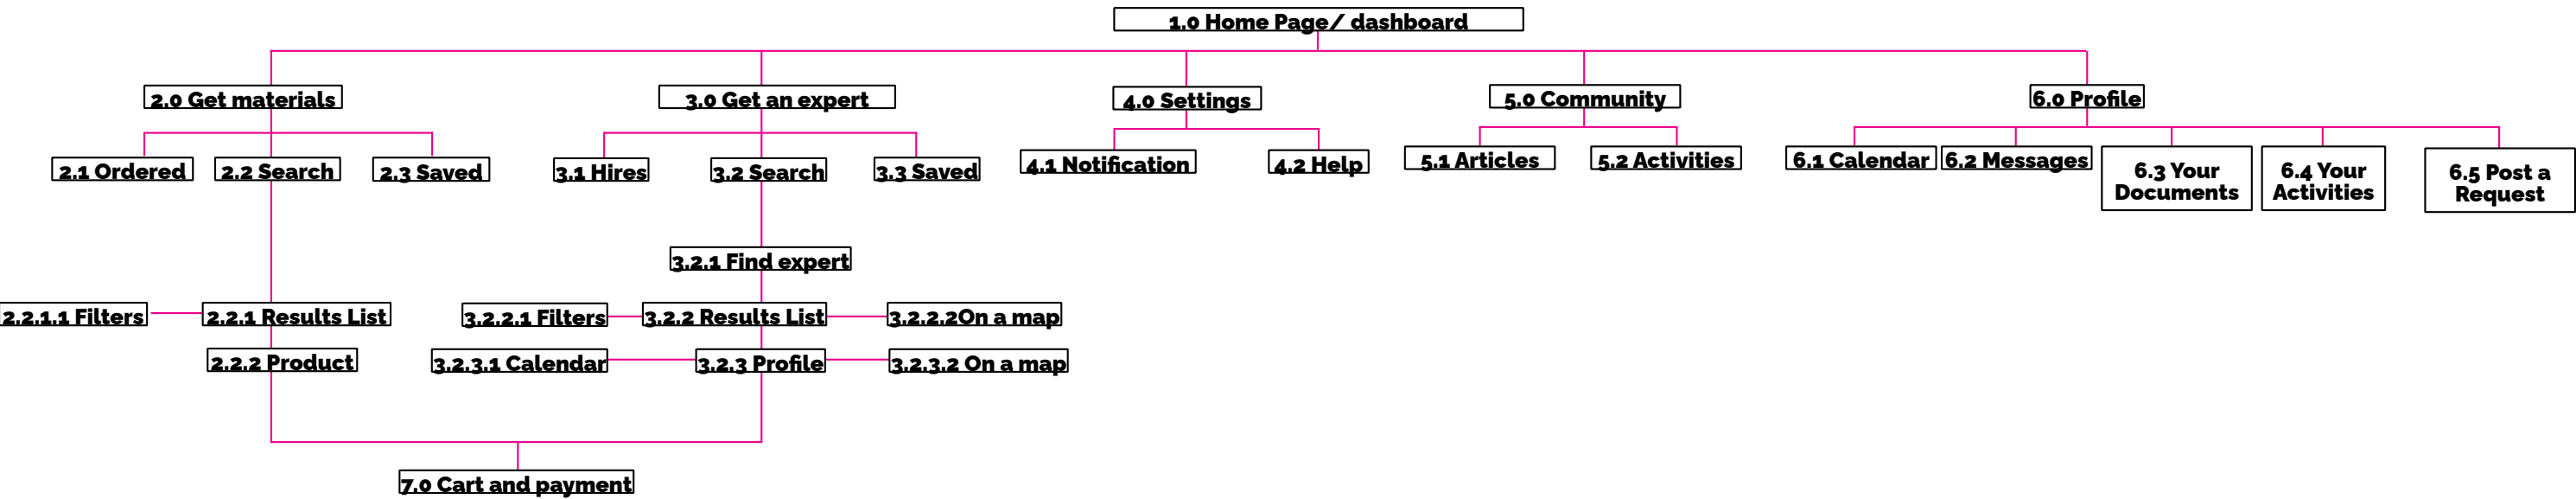 1.0 Home Page/ dashboard
2.0 Get materials
3.0 Get an expert
4.0 Settings
5.0 Community
6.0 Profile
2.1 Ordered
2.2 Search
2.3 Saved
3.1 Hires
3.2 Search
3.3 Saved
4.1 Notification
4.2 Help
5.1 Articles
5.2 Activities
6.1 Calendar
6.2 Messages
6.3 Your
Documents
6.4 Your
Activities
6.5 Post a
Request
3.2.1 Find expert
2.2.1.1 Filters
2.2.1 Results List
3.2.2.1 Filters
3.2.2 Results List
3.2.2.2On a map
2.2.2 Product
3.2.3.1 Calendar
3.2.3 Profile
3.2.3.2 On a map
7.0 Cart and payment